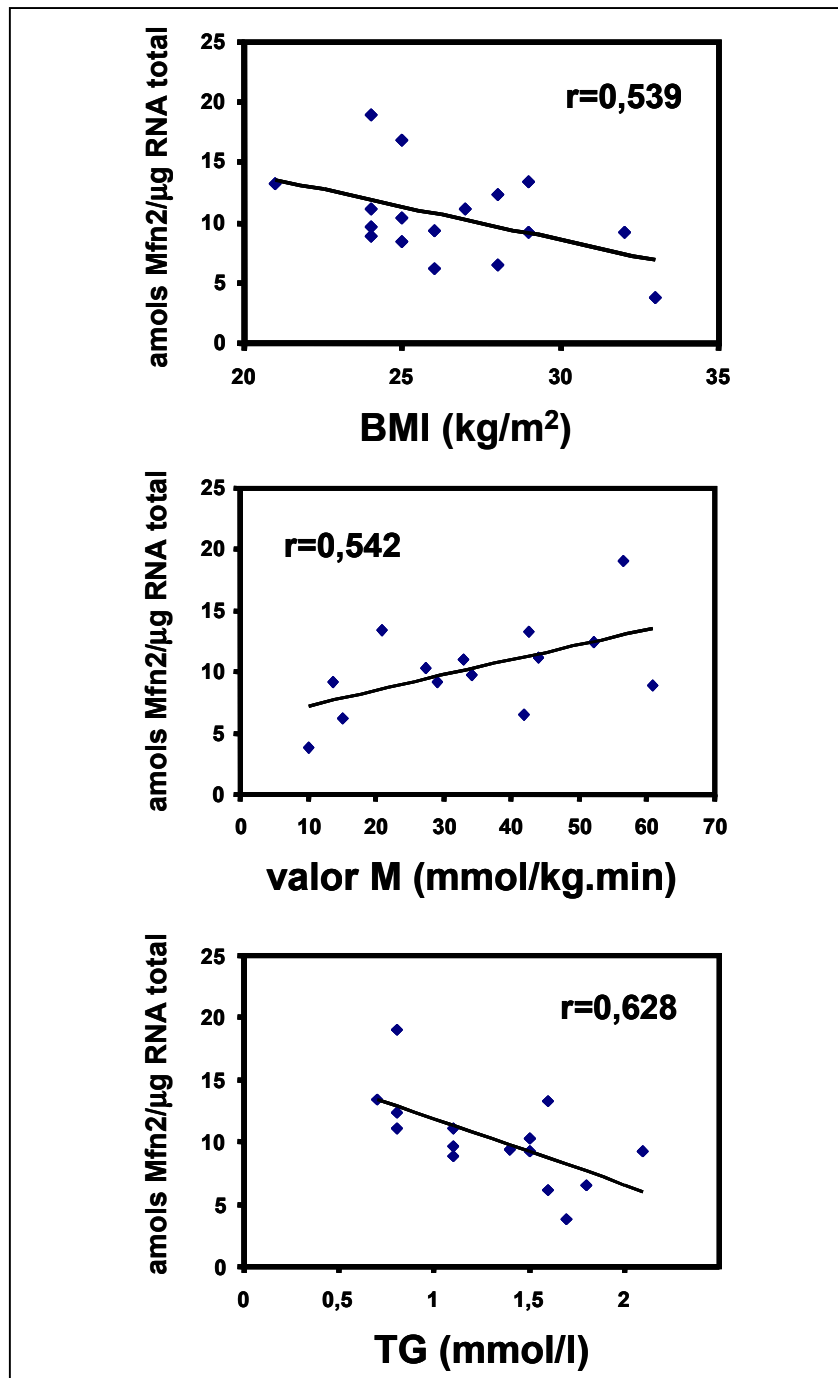 amols Mfn2/μg RNA total
25
20
15
10
5
0
r=0,539
20 25 30 35
BMI (kg/m²)
amols Mfn2/μg RNA total
25
20
15
10
5
0
r=0,542
0 10 20 30 40 50 60 70
valor M (mmol/kg.min)
amols Mfn2/μg RNA total
25
20
15
10
5
0
r=0,628
0 0,5 1 1,5 2
TG (mmol/l)